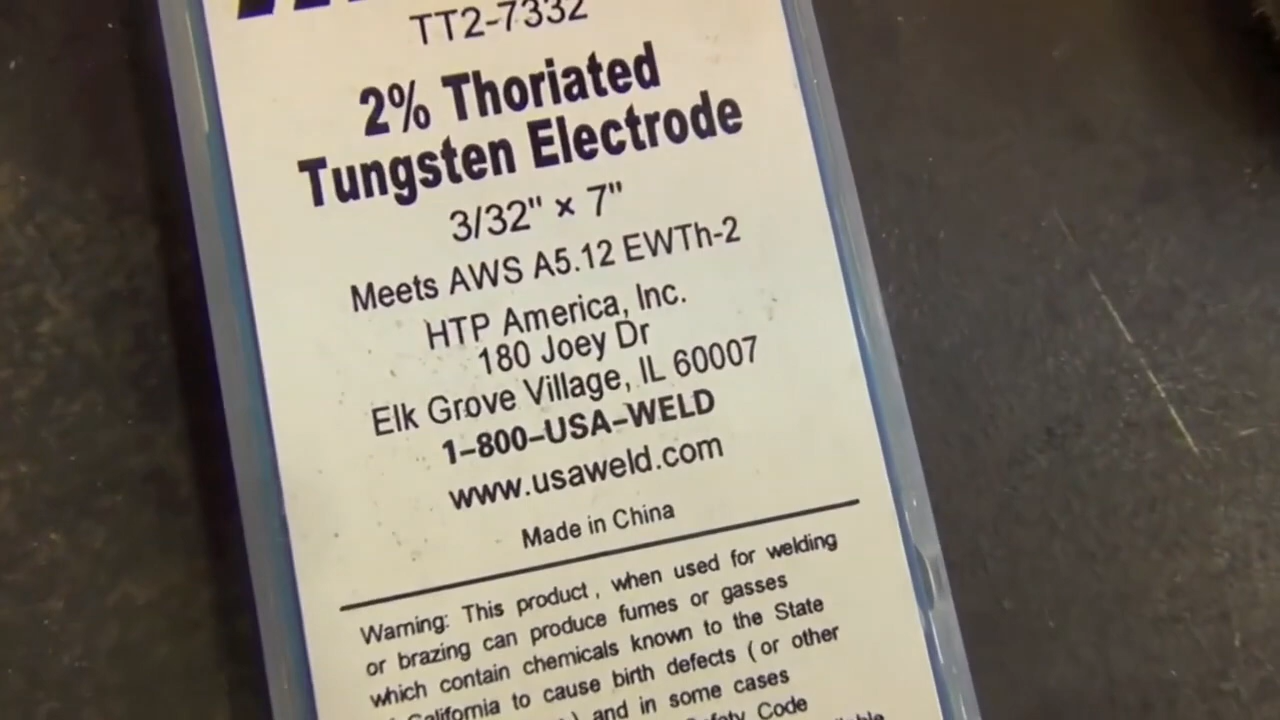 TT2-7332
2% Thoriated
Tungsten Electrode
3/32" × 7"
Meets AWS A5.12 EWTh-2
HTP America, Inc.
180 Joey Dr
Elk Grove Village, IL 60007
1-800-USA-WELD
www.usaweld.com
Made in China
Warning: This product, when used for welding
or brazing can produce fumes or gasses
which contain chemicals known to the State
California to cause birth defects (or other
) and in some cases
Code